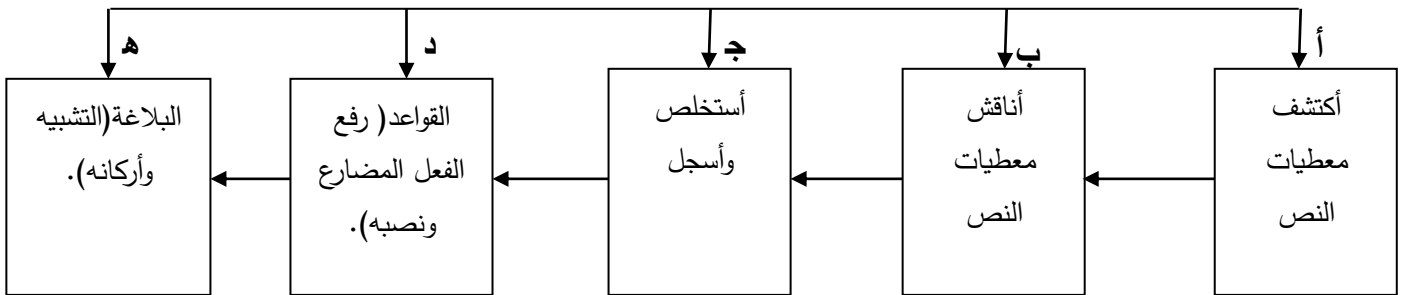 أ
أكتشف
معطيات
النص
ب
أناقش
معطيات
النص
ج
أستخلص
وأسجل
د
القواعد( رفع
الفعل المضارع
ونصبه).
ه
البلاغة(التشبيه
وأركانه).